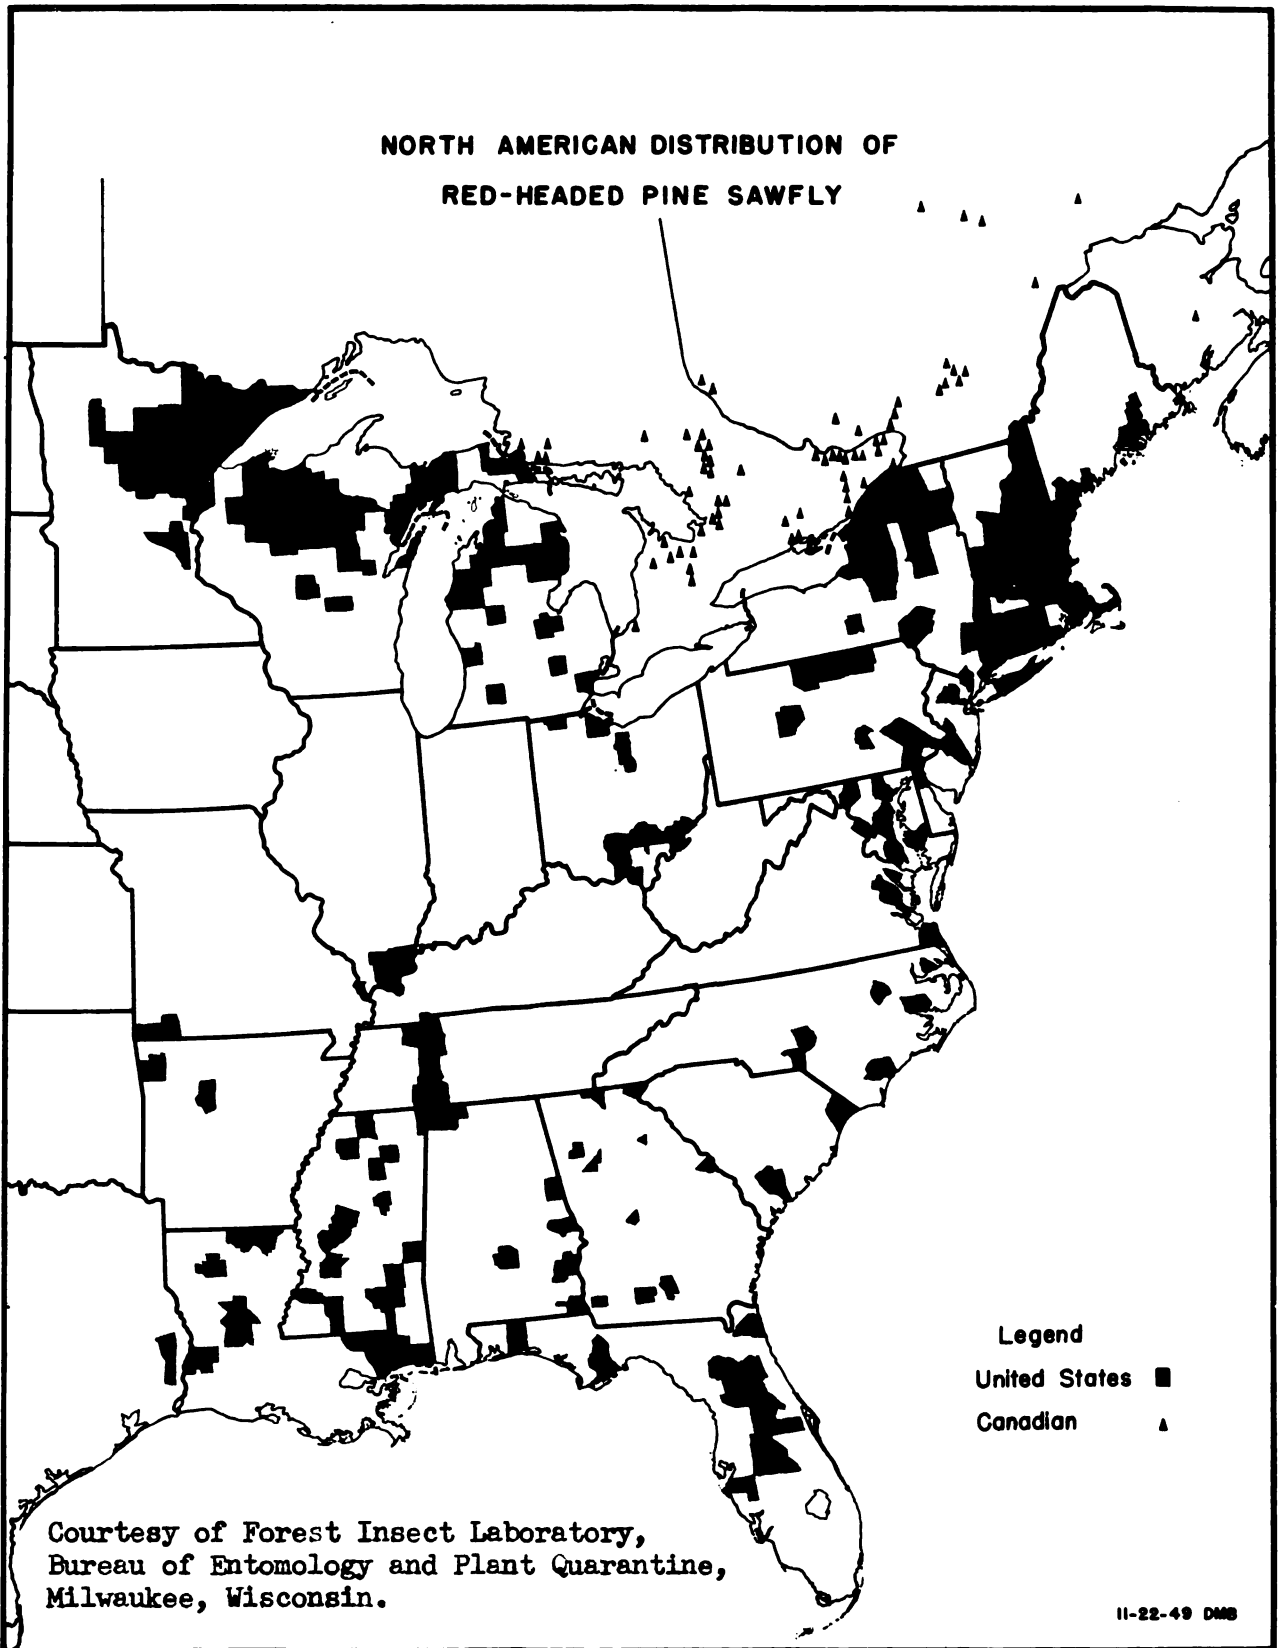 NORTH AMERICAN DISTRIBUTION OF
RED-HEADED PINE SAWFLY
Legend
United States
Canadian
Courtesy of Forest Insect Laboratory,
Bureau of Entomology and Plant Quarantine,
Milwaukee, Wisconsin.
11-22-49 DMB